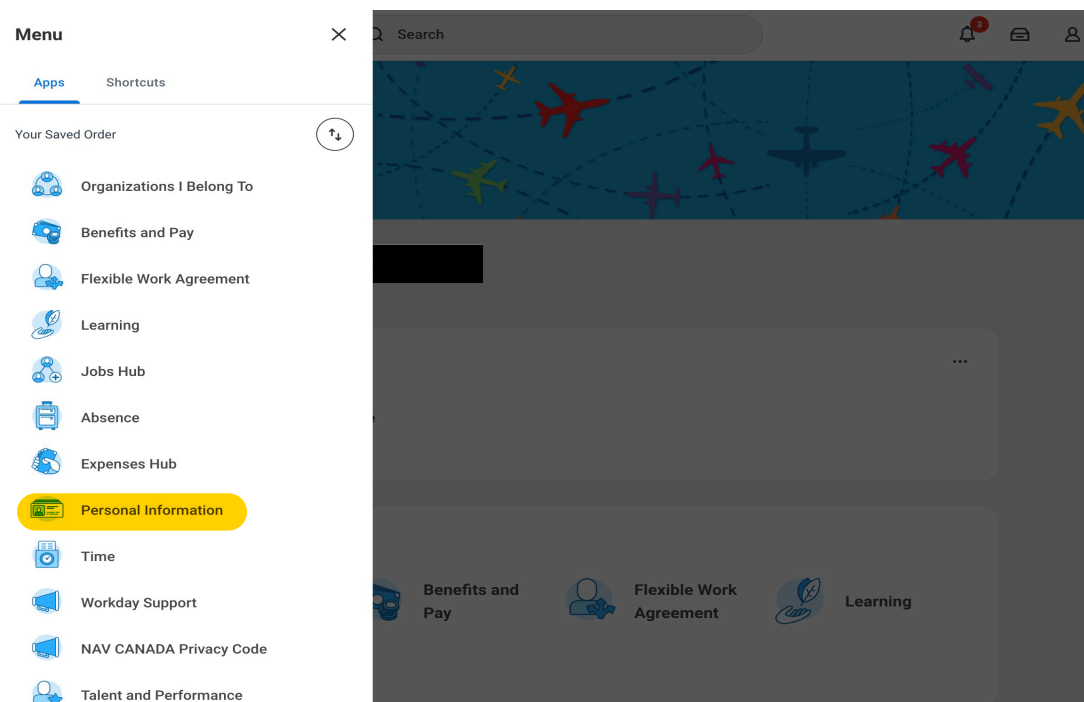 Menu
Search
3
Apps
Shortcuts
Your Saved Order
Organizations I Belong To
Benefits and Pay
Flexible Work Agreement
Learning
Jobs Hub
Absence
Expenses Hub
Personal Information
Time
Workday Support
NAV CANADA Privacy Code
Talent and Performance
Benefits and
Pay
Flexible Work
Agreement
Learning